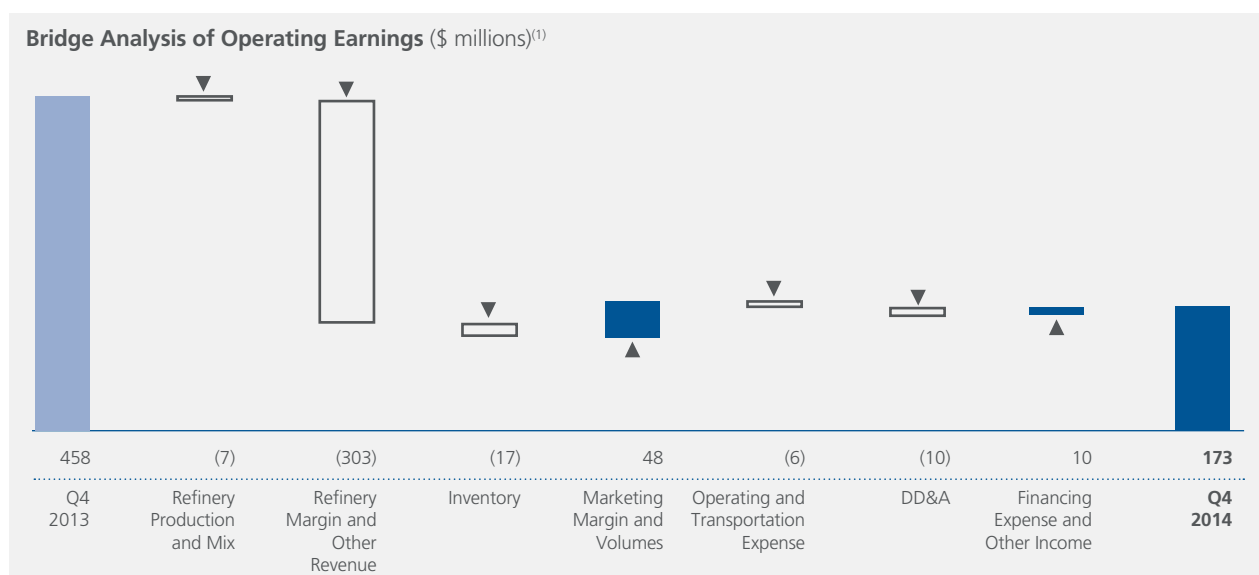 Bridge Analysis of Operating Earnings ($ millions)(1)
458 (7) (303) (17) 48 (6) (10) 10 173
Q4
2013
Refinery
Production
and Mix
Refinery
Margin and
Other
Revenue
Inventory
Marketing
Margin and
Volumes
Operating and
Transportation
Expense
DD&A
Financing
Expense and
Other Income
Q4
2014